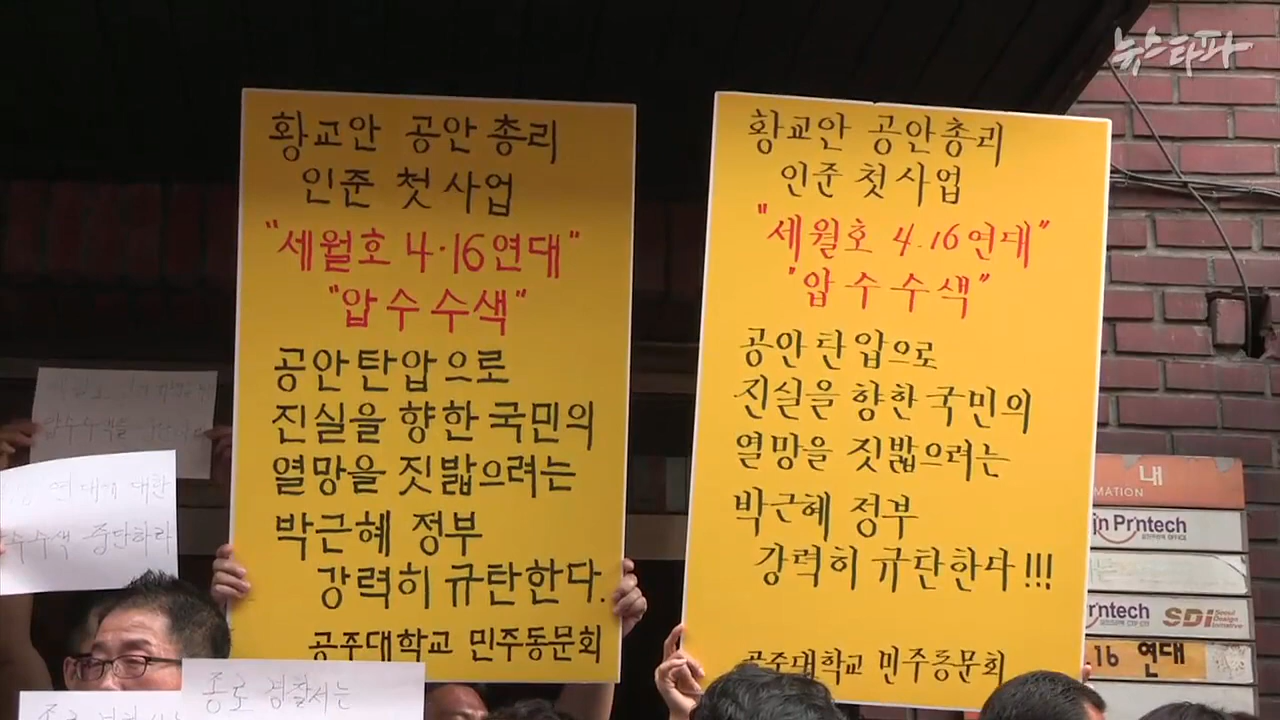 뉴스타파
황교안 공안 총리
인준 첫 사업
"세월호 4·16연대"
"압수수색"
공안탄압으로
진실을 향한 국민의
열망을 짓밟으려는
박근혜 정부
강력히 규탄한다.
공주대학교 민주동문회
황교안 공안총리
인준 첫 사업
"세월호 4.16연대"
"압수수색"
공안탄압으로
진실을 향한 국민의
열망을 짓밟으려는
박근혜 정부
강력히 규탄한다!!!
공주대학교 민주동문회
연대에 대한
수수색 중단하라
종로 경찰서는
내
MATION
in Printech
rintech
SDI
Seoul Design Initiative
16 연대